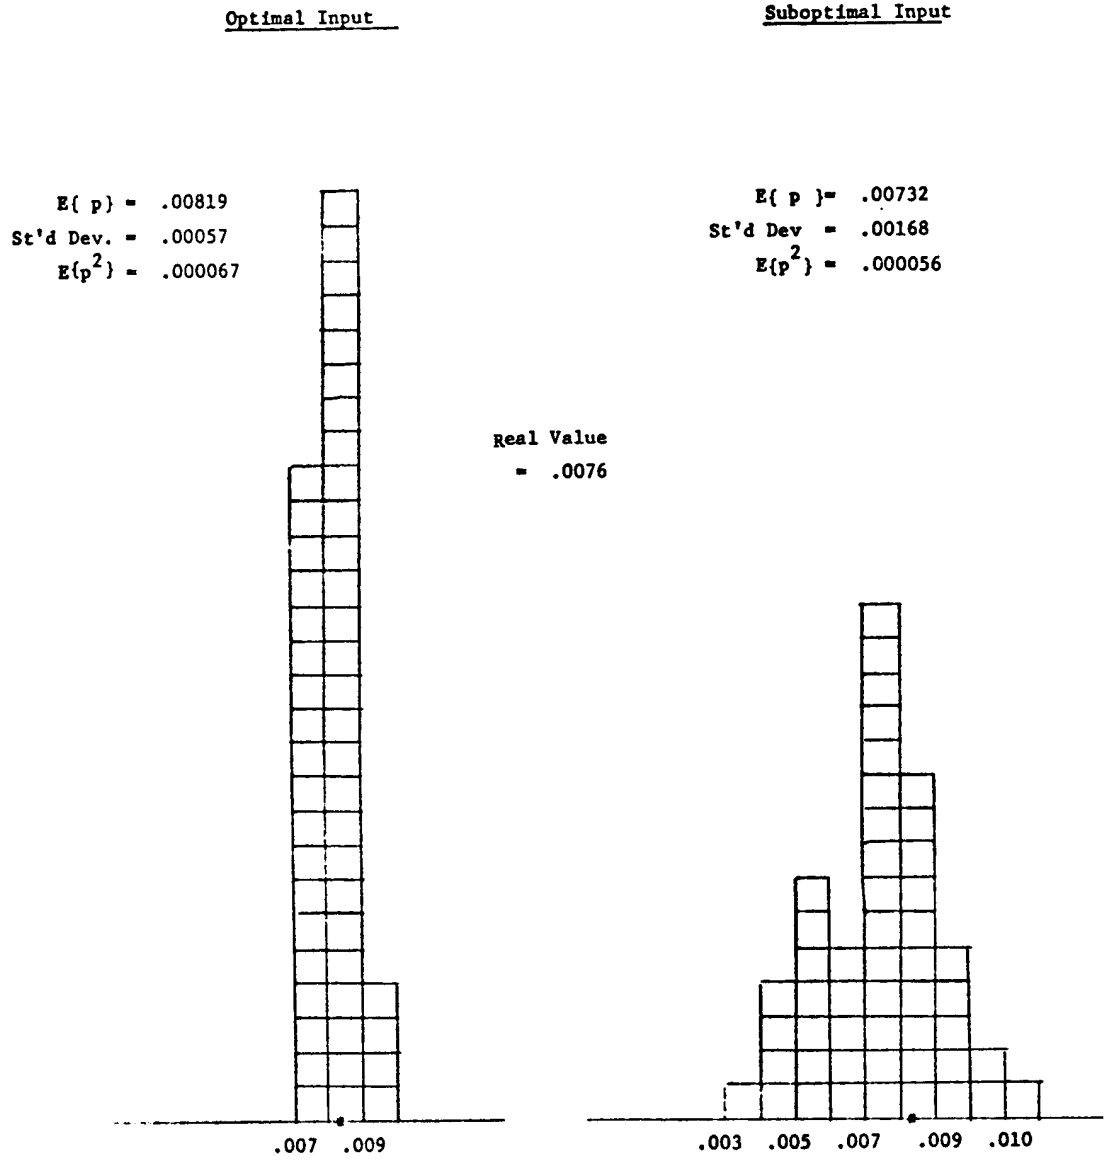 Optimal Input
Suboptimal Input
E{ p} = .00819
St'd Dev. = .00057
E{p²} = .000067
E{ p }= .00732
St'd Dev = .00168
E{p²} = .000056
Real Value
= .0076
.007 .009
.003 .005 .007 .009 .010